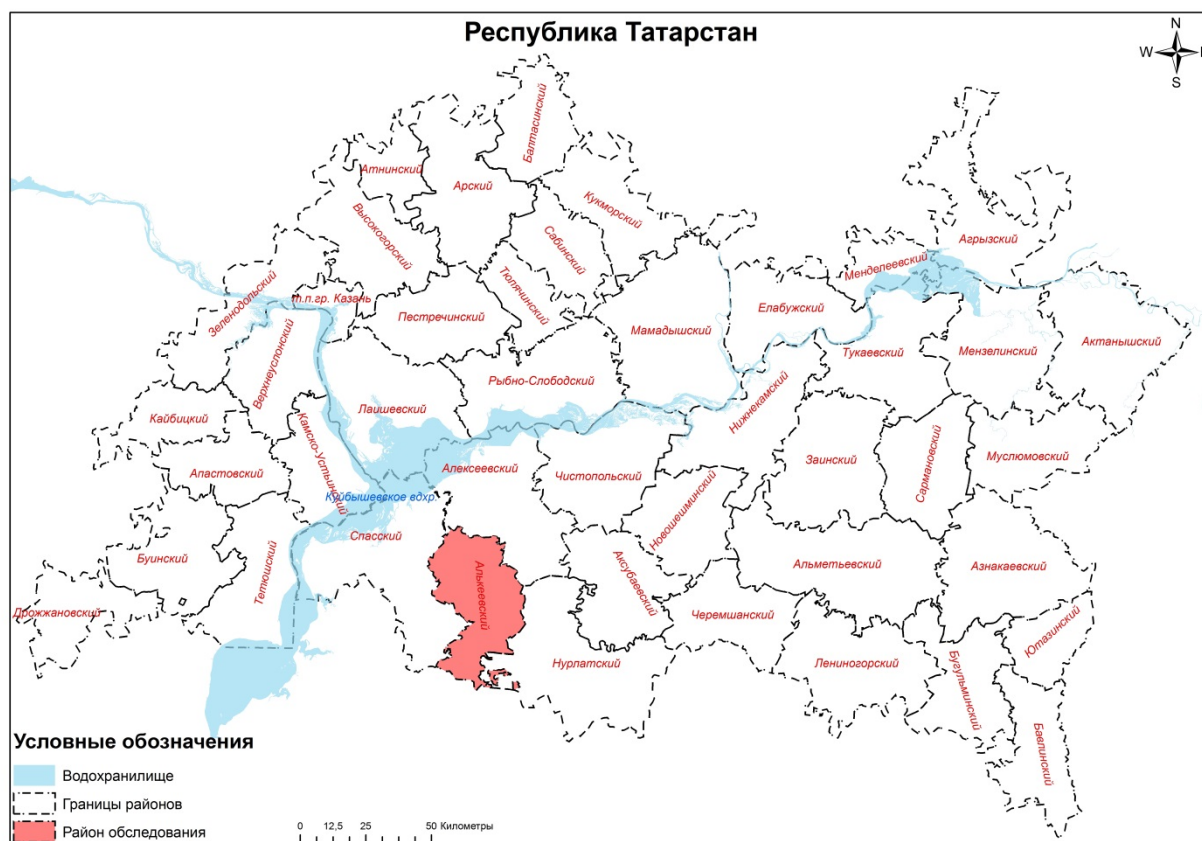 Республика Татарстан
N
W
E
S
Балтасинский
Атнинский
Арский
Кукморский
Высокогорский
Сабинский
Агрызский
Менделеевский
Зеленодольский
т.п.гр. Казань
Тюлячинский
Пестречинский
Мамадышский
Елабужский
Тукаевский
Мензелинский
Актанышский
Верхнеуслонский
Рыбно-Слободский
Нижнекамский
Кайбицкий
Лаишевский
Камско-Устьинский
Апастовский
Алексеевский
Чистопольский
Заинский
Сармановский
Муслюмовский
Куйбышевское вдхр.
Новошешминский
Спасский
Буинский
Тетюшский
Алькеевский
Аксубаевский
Альметьевский
Азнакаевский
Дрожжановский
Черемшанский
Ютазинский
Нурлатский
Лениногорский
Бугульминский
Бавлинский
Условные обозначения
Водохранилище
Границы районов
Район обследования
0 12,5 25 50 Километры